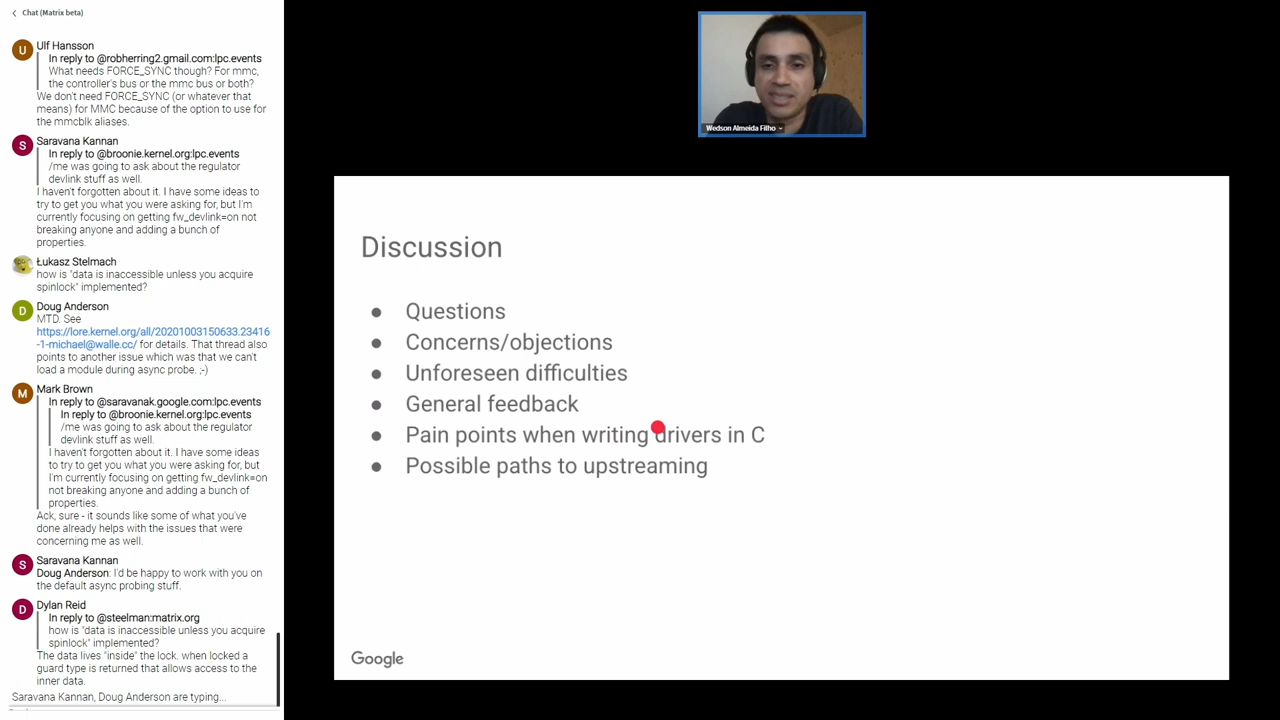 Chat (Matrix beta)
Ulf Hansson
In reply to @robherring2.gmail.com:lpc.events
What needs FORCE_SYNC though? For mmc,
the controller's bus or the mmc bus or both?
We don't need FORCE_SYNC (or whatever that
means) for MMC because of the option to use for
the mmcblk aliases.
Saravana Kannan
In reply to @broonie.kernel.org:lpc.events
/me was going to ask about the regulator
devlink stuff as well.
I haven't forgotten about it. I have some ideas to
try to get you what you were asking for, but I'm
currently focusing on getting fw_devlink=on not
breaking anyone and adding a bunch of
properties.
Łukasz Stelmach
how is "data is inaccessible unless you acquire
spinlock" implemented?
Doug Anderson
MTD. See
https://lore.kernel.org/all/20201003150633.23416
-1-michael@walle.cc/ for details. That thread also
points to another issue which was that we can't
load a module during async probe. ;-)
Mark Brown
In reply to @saravanak.google.com:lpc.events
In reply to @broonie.kernel.org:lpc.events
/me was going to ask about the regulator
devlink stuff as well.
I haven't forgotten about it. I have some ideas
to try to get you what you were asking for, but
I'm currently focusing on getting fw_devlink=on
not breaking anyone and adding a bunch of
properties.
Ack, sure - it sounds like some of what you've
done already helps with the issues that were
concerning me as well.
Saravana Kannan
Doug Anderson: I'd be happy to work with you on
the default async probing stuff.
Dylan Reid
In reply to @steelman:matrix.org
how is "data is inaccessible unless you acquire
spinlock" implemented?
The data lives "inside" the lock. when locked a
guard type is returned that allows access to the
inner data.
Saravana Kannan, Doug Anderson are typing...
Wedson Almeida Filho
Discussion
● Questions
● Concerns/objections
● Unforeseen difficulties
● General feedback
● Pain points when writing drivers in C
● Possible paths to upstreaming
Google